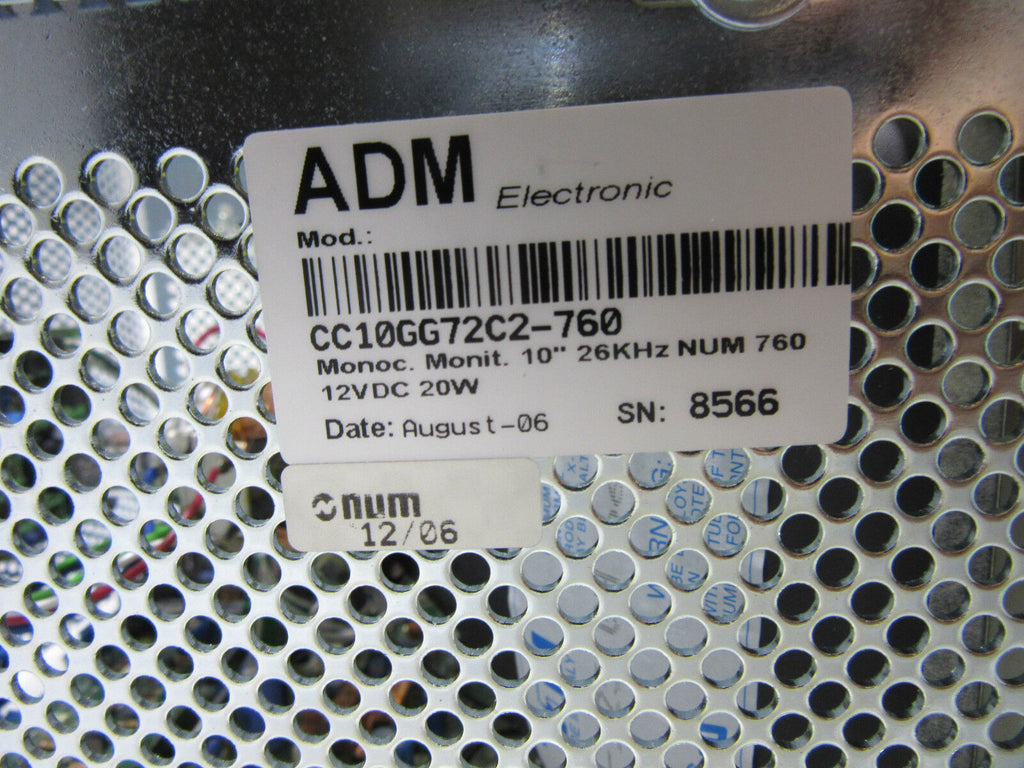 ADM Electronic
Mod.:
CC10GG72C2-760
Monoc. Monit. 10" 26KHz NUM 760
12VDC 20W
Date: August-06 SN: 8566
num
12/06